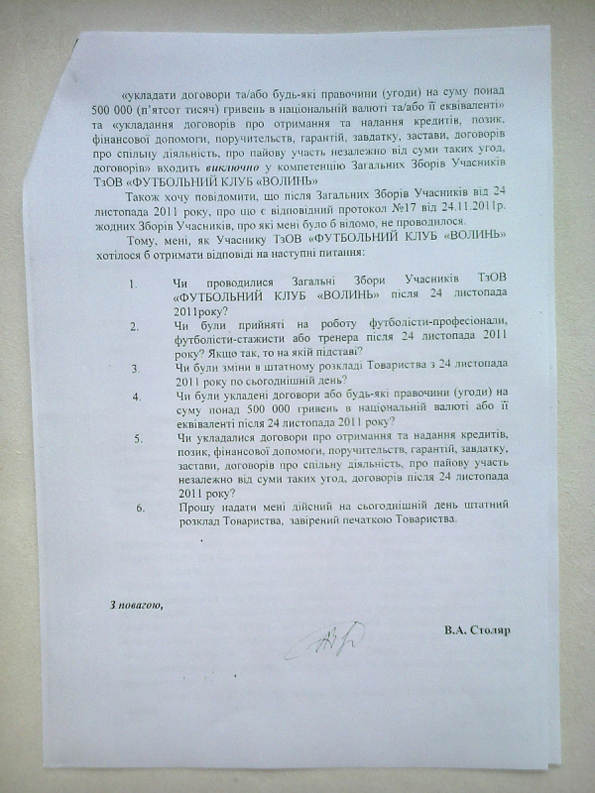 «укладати договори та/або будь-які правочини (угоди) на суму понад
500 000 (п’ятсот тисяч) гривень в національній валюті та/або її еквіваленті»
та «укладання договорів про отримання та надання кредитів, позик,
фінансової допомоги, поручительств, гарантій, завдатку, застави, договорів
про спільну діяльність, про пайову участь незалежно від суми таких угод,
договорів» входить виключно у компетенцію Загальних Зборів Учасників
ТзОВ «ФУТБОЛЬНИЙ КЛУБ «ВОЛИНЬ»
Також хочу повідомити, що після Загальних Зборів Учасників від 24
листопада 2011 року, про що є відповідний протокол №17 від 24.11.2011р.
жодних Зборів Учасників, про які мені було б відомо, не проводилося.
Тому, мені, як Учаснику ТзОВ «ФУТБОЛЬНИЙ КЛУБ «ВОЛИНЬ»
хотілося б отримати відповіді на наступні питання:
1. Чи проводилися Загальні Збори Учасників ТзОВ
«ФУТБОЛЬНИЙ КЛУБ «ВОЛИНЬ» після 24 листопада
2011року?
2. Чи були прийняті на роботу футболісти-професіонали,
футболісти-стажисти або тренера після 24 листопада 2011
року? Якщо так, то на якій підставі?
3. Чи були зміни в штатному розкладі Товариства з 24 листопада
2011 року по сьогоднішній день?
4. Чи були укладені договори або будь-які правочини (угоди) на
суму понад 500 000 гривень в національній валюті або її
еквіваленті після 24 листопада 2011 року?
5. Чи укладалися договори про отримання та надання кредитів,
позик, фінансової допомоги, поручительств, гарантій, завдатку,
застави, договорів про спільну діяльність, про пайову участь
незалежно від суми таких угод, договорів після 24 листопада
2011 року?
6. Прошу надати мені дійсний на сьогоднішній день штатний
розклад Товариства, завірений печаткою Товариства.
З повагою,
В.А. Столяр